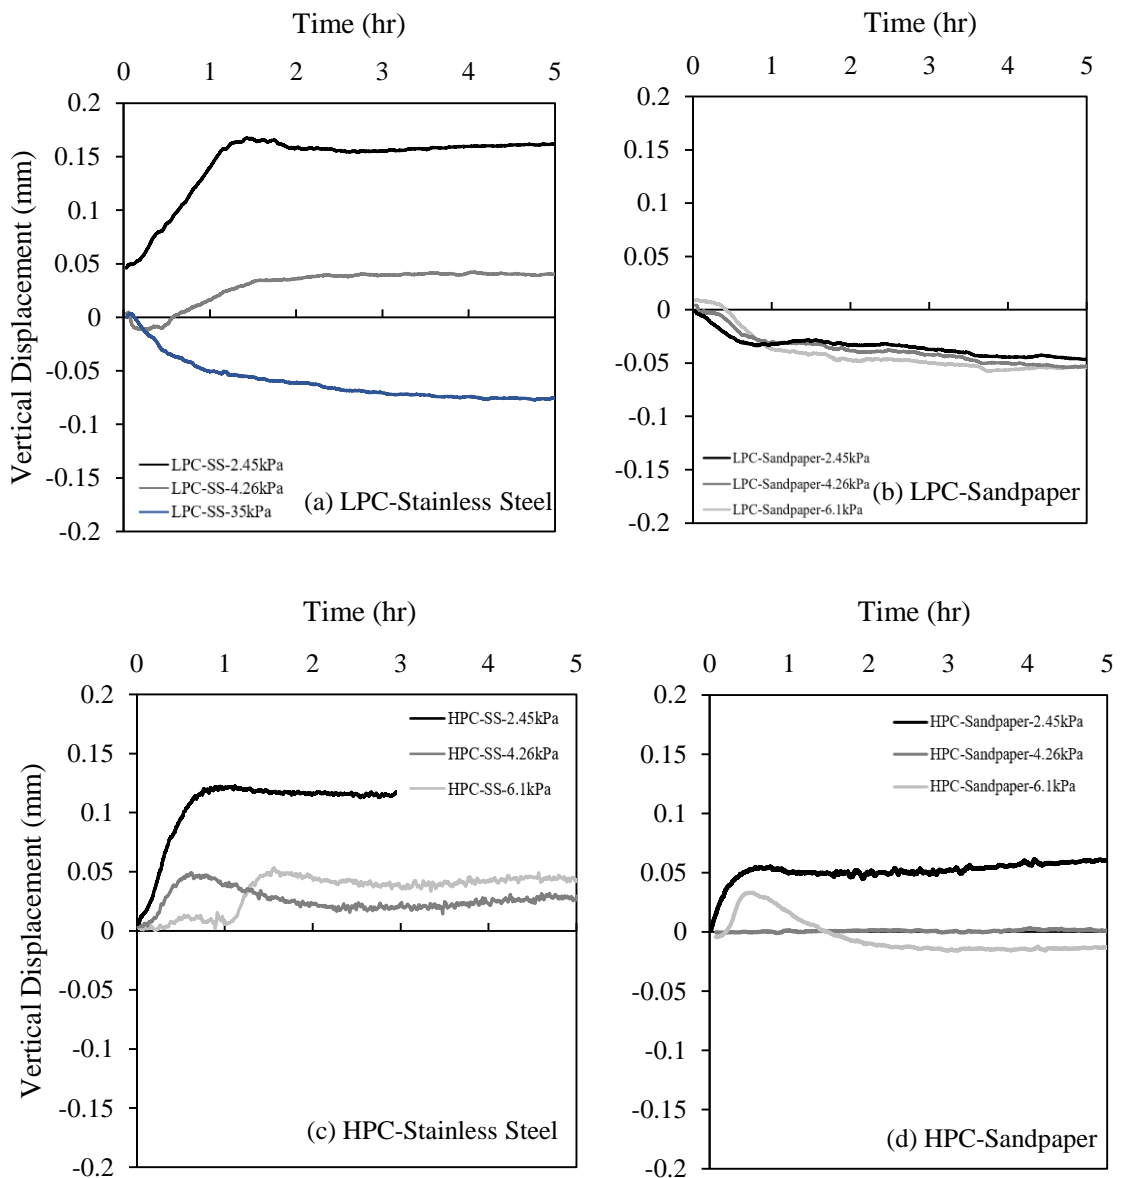 Time (hr)
0 1 2 3 4 5
0.2
0.15
0.1
0.05
0
-0.05
-0.1
-0.15
-0.2
Vertical Displacement (mm)
LPC-SS-2.45kPa
LPC-SS-4.26kPa
LPC-SS-35kPa
(a) LPC-Stainless Steel
Time (hr)
0 1 2 3 4 5
0.2
0.15
0.1
0.05
0
-0.05
-0.1
-0.15
-0.2
LPC-Sandpaper-2.45kPa
LPC-Sandpaper-4.26kPa
LPC-Sandpaper-6.1kPa
(b) LPC-Sandpaper
Time (hr)
0 1 2 3 4 5
0.2
0.15
0.1
0.05
0
-0.05
-0.1
-0.15
-0.2
Vertical Displacement (mm)
HPC-SS-2.45kPa
HPC-SS-4.26kPa
HPC-SS-6.1kPa
(c) HPC-Stainless Steel
Time (hr)
0 1 2 3 4 5
0.2
0.15
0.1
0.05
0
-0.05
-0.1
-0.15
-0.2
HPC-Sandpaper-2.45kPa
HPC-Sandpaper-4.26kPa
HPC-Sandpaper-6.1kPa
(d) HPC-Sandpaper